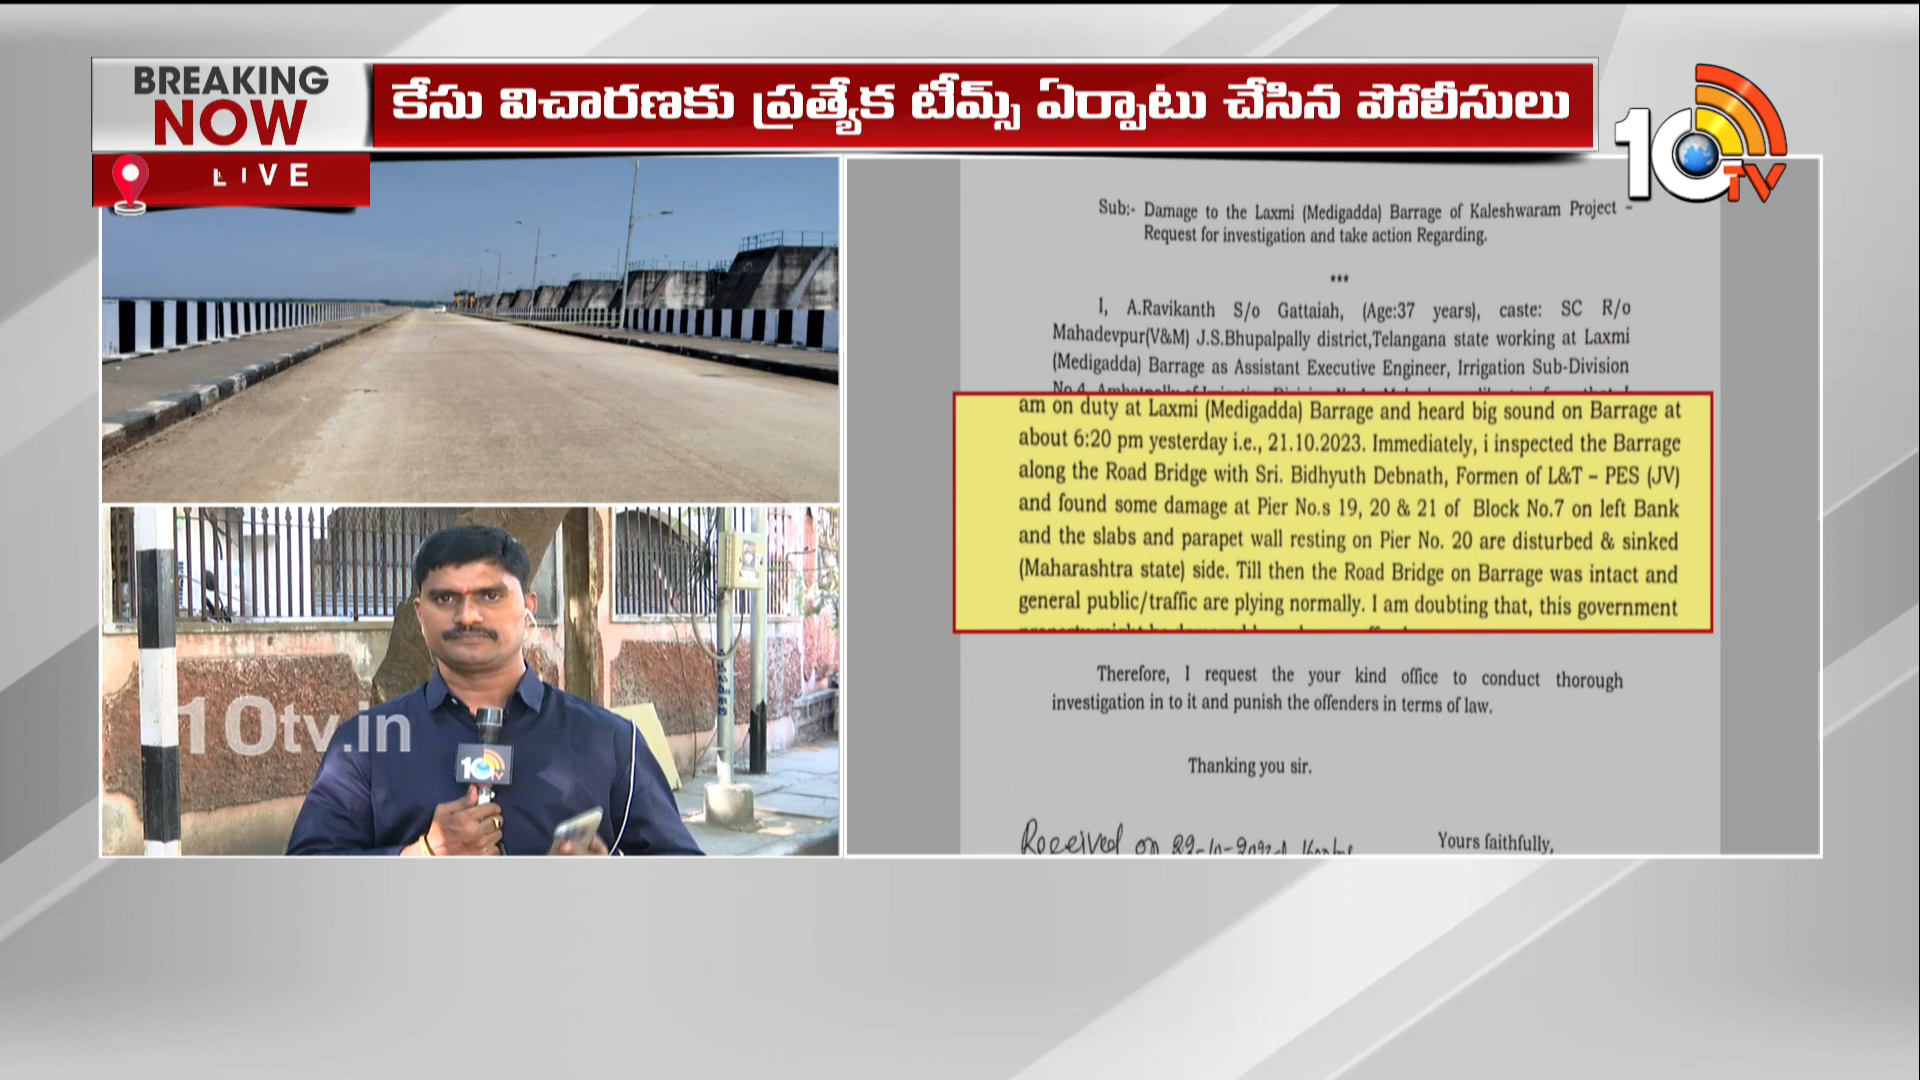 BREAKING
NOW
కేసు విచారణకు ప్రత్యేక టీమ్స్ ఏర్పాటు చేసిన పోలీసులు
LIVE
10TV
Sub:- Damage to the Laxmi (Medigadda) Barrage of Kaleshwaram Project –
Request for investigation and take action Regarding.
***
I, A.Ravikanth S/o Gattaiah, (Age:37 years), caste: SC R/o
Mahadevpur(V&M) J.S.Bhupalpally district,Telangana state working at Laxmi
(Medigadda) Barrage as Assistant Executive Engineer, Irrigation Sub-Division
am on duty at Laxmi (Medigadda) Barrage and heard big sound on Barrage at
about 6:20 pm yesterday i.e., 21.10.2023. Immediately, i inspected the Barrage
along the Road Bridge with Sri. Bidhyuth Debnath, Formen of L&T – PES (JV)
and found some damage at Pier No.s 19, 20 & 21 of Block No.7 on left Bank
and the slabs and parapet wall resting on Pier No. 20 are disturbed & sinked
(Maharashtra state) side. Till then the Road Bridge on Barrage was intact and
general public/traffic are plying normally. I am doubting that, this government
Therefore, I request the your kind office to conduct thorough
investigation in to it and punish the offenders in terms of law.
Thanking you sir.
Received on
Yours faithfully,
10tv.in
10TV